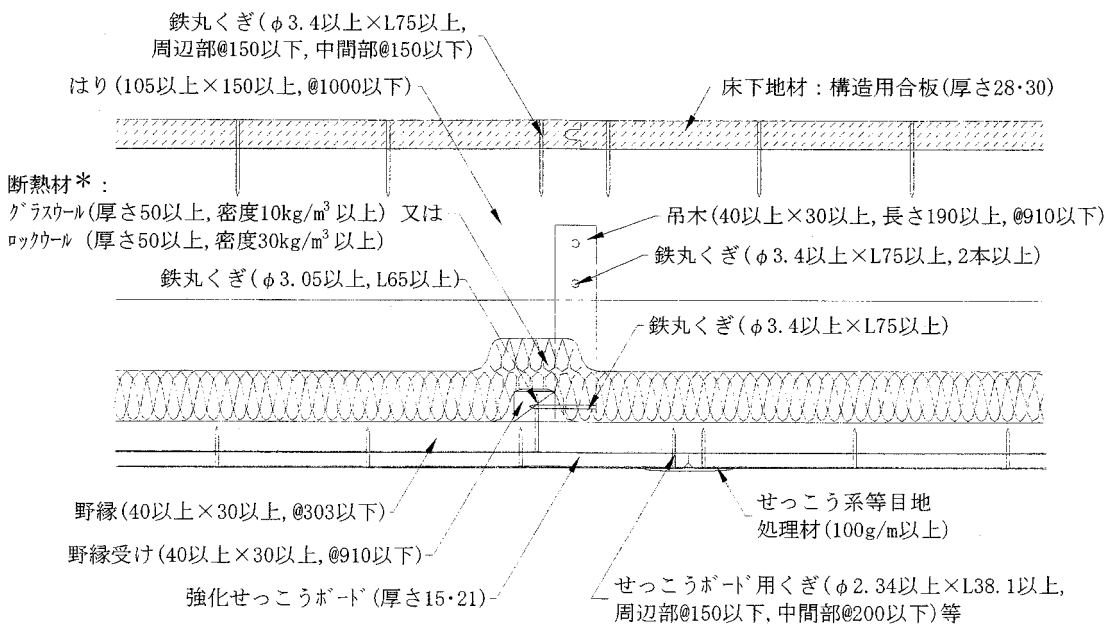 鉄丸くぎ(φ3.4以上×L75以上,
周辺部@150以下, 中間部@150以下)
はり(105以上×150以上, @1000以下)
床下地材：構造用合板(厚さ28・30)
断熱材＊：
グラスウール(厚さ50以上, 密度10kg/m³以上) 又は
ロックウール (厚さ50以上, 密度30kg/m³以上)
吊木(40以上×30以上, 長さ190以上, @910以下)
鉄丸くぎ(φ3.4以上×L75以上, 2本以上)
鉄丸くぎ(φ3.05以上, L65以上)
鉄丸くぎ(φ3.4以上×L75以上)
野縁(40以上×30以上, @303以下)
せっこう系等目地
処理材(100g/m以上)
野縁受け(40以上×30以上, @910以下)
強化せっこうボード(厚さ15・21)
せっこうボード用くぎ(φ2.34以上×L38.1以上,
周辺部@150以下, 中間部@200以下)等